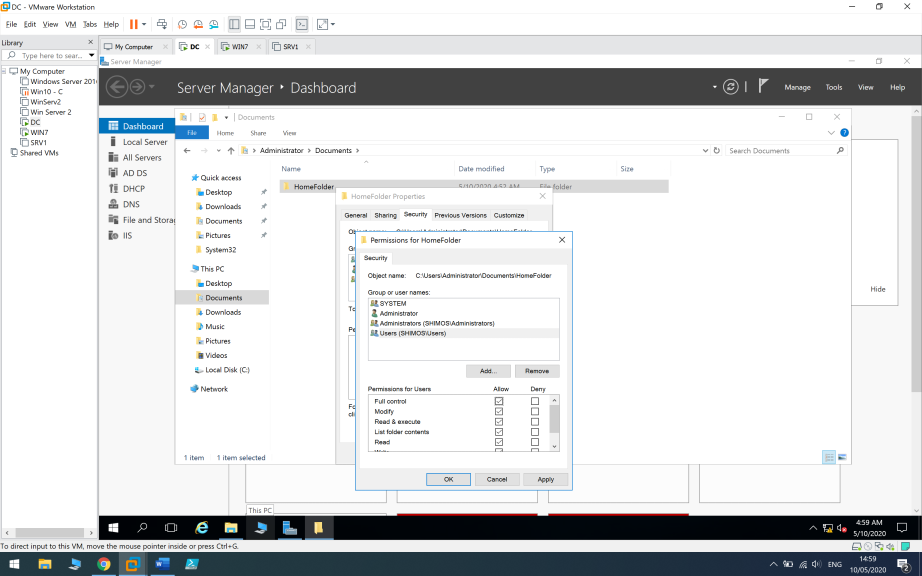 DC - VMware Workstation
File Edit View VM Tabs Help
Library
Type here to sear...
My Computer
Windows Server 201
Win10 - C
WinServ2
Win Server 2
DC
WIN7
SRV1
Shared VMs
My Computer DC WIN7 SRV1
Server Manager
Server Manager Dashboard
Manage Tools View Help
Dashboard
Local Server
All Servers
AD DS
DHCP
DNS
File and Stora
IIS
Documents
File Home Share View
Administrator Documents
Search Documents
Name Date modified Type Size
HomeFolder 5/10/2020 4:52 AM File folder
Quick access
Desktop
Downloads
Documents
Pictures
System32
This PC
Desktop
Documents
Downloads
Music
Pictures
Videos
Local Disk (C:)
Network
1 item 1 item selected
HomeFolder Properties
General Sharing Security Previous Versions Customize
To
Pe
Fo
cli
Permissions for HomeFolder
Security
Object name: C:\Users\Administrator\Documents\HomeFolder
Group or user names:
SYSTEM
Administrator
Administrators (SHIMOS\Administrators)
Users (SHIMOS\Users)
Add... Remove
Permissions for Users Allow Deny
Full control
Modify
Read & execute
List folder contents
Read
OK Cancel Apply
Hide
This PC
4:59 AM
5/10/2020
To direct input to this VM, move the mouse pointer inside or press Ctrl+G.
ENG
14:59
10/05/2020
2